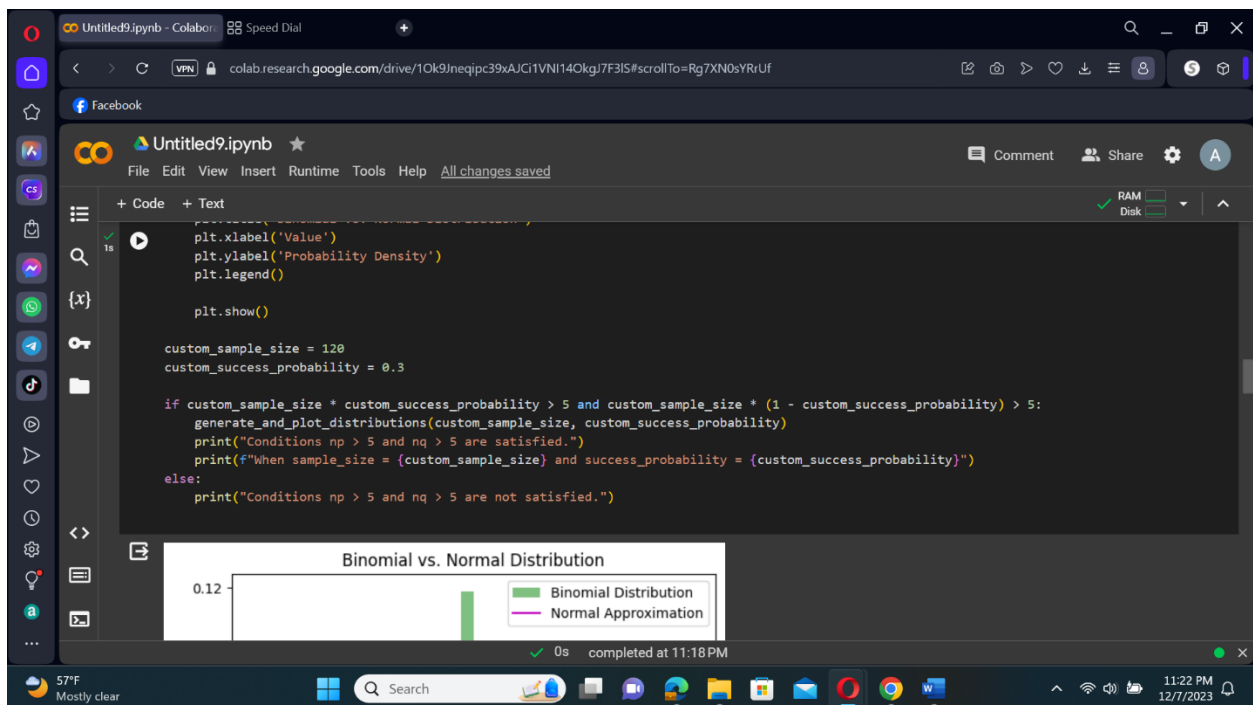 Untitled9.ipynb - Colabora
Speed Dial
VPN
colab.research.google.com/drive/1Ok9Jneqipc39xAJCi1VNI14OkgJ7F3lS#scrollTo=Rg7XN0sYRrUf
Facebook
Untitled9.ipynb
File Edit View Insert Runtime Tools Help All changes saved
Comment
Share
A
+ Code + Text
RAM
Disk
1s
plt.xlabel('Value')
plt.ylabel('Probability Density')
plt.legend()
plt.show()
custom_sample_size = 120
custom_success_probability = 0.3
if custom_sample_size * custom_success_probability > 5 and custom_sample_size * (1 - custom_success_probability) > 5:
generate_and_plot_distributions(custom_sample_size, custom_success_probability)
print("Conditions np > 5 and nq > 5 are satisfied.")
print(f"When sample_size = {custom_sample_size} and success_probability = {custom_success_probability}")
else:
print("Conditions np > 5 and nq > 5 are not satisfied.")
Binomial vs. Normal Distribution
0.12
Binomial Distribution
Normal Approximation
0s completed at 11:18 PM
57°F
Mostly clear
Search
11:22 PM
12/7/2023